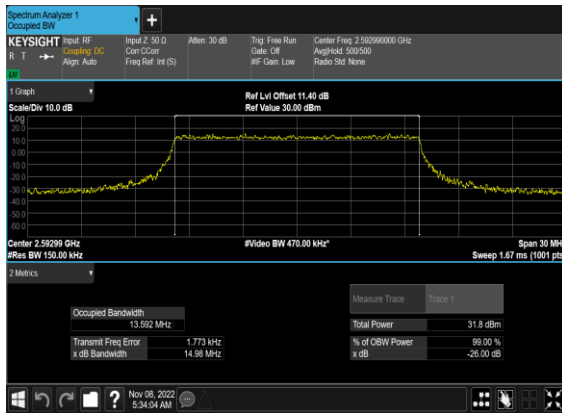 Spectrum Analyzer 1
Occupied BW
KEYSIGHT
R T
LXI
Input: RF
Coupling: DC
Align: Auto
Input Z: 50 Ω
Corr CCorr
Freq Ref: Int (S)
Atten: 30 dB
Trig: Free Run
Gate: Off
#IF Gain: Low
Center Freq: 2.592990000 GHz
Avg|Hold: 500/500
Radio Std: None
1 Graph
Scale/Div 10.0 dB
Ref Lvl Offset 11.40 dB
Ref Value 30.00 dBm
Log
20.0
10.0
0.00
-10.0
-20.0
-30.0
-40.0
-50.0
-60.0
Center 2.59299 GHz
#Res BW 150.00 kHz
#Video BW 470.00 kHz*
Span 30 MH
Sweep 1.67 ms (1001 pts
2 Metrics
Measure Trace
Trace 1
Occupied Bandwidth
13.592 MHz
Total Power
31.8 dBm
Transmit Freq Error
1.773 kHz
% of OBW Power
99.00 %
x dB Bandwidth
14.98 MHz
x dB
-26.00 dB
?
Nov 08, 2022
5:34:04 AM